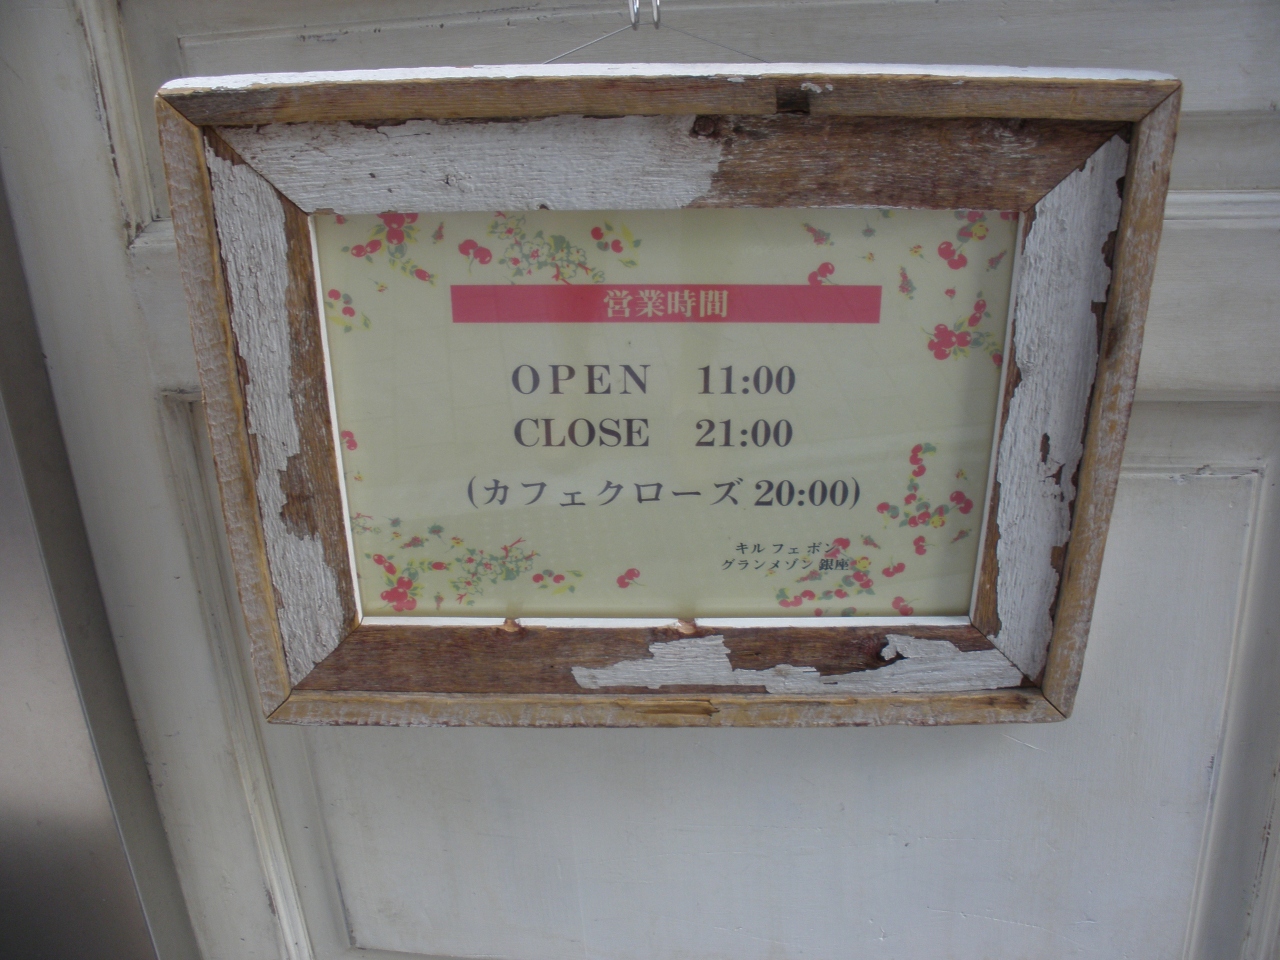 営業時間
OPEN 11:00
CLOSE 21:00
(カフェクローズ 20:00)
キル フェ ボン
グランメゾン 銀座